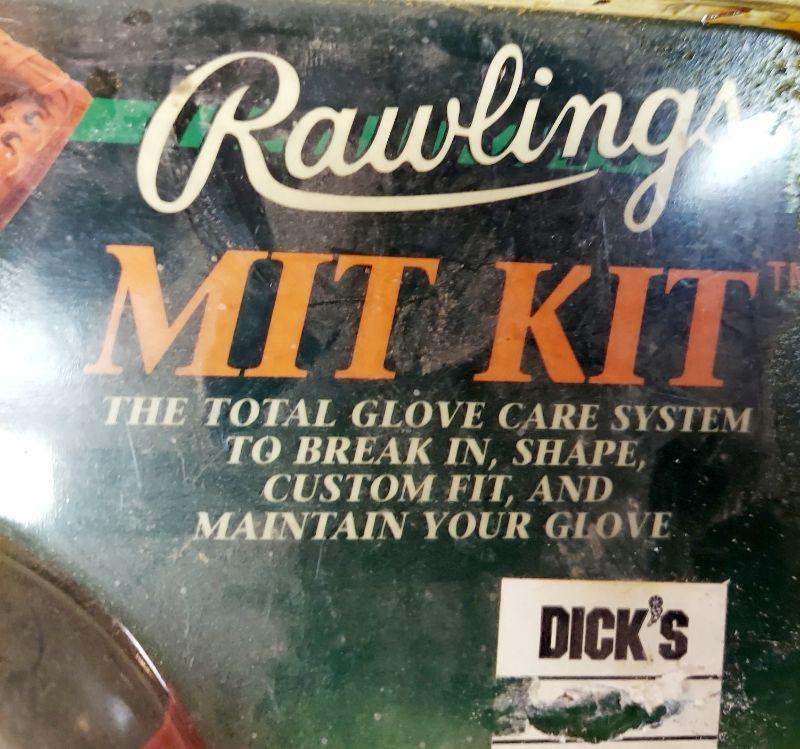 Rawlings
MIT KIT™
THE TOTAL GLOVE CARE SYSTEM
TO BREAK IN, SHAPE,
CUSTOM FIT, AND
MAINTAIN YOUR GLOVE
DICK'S